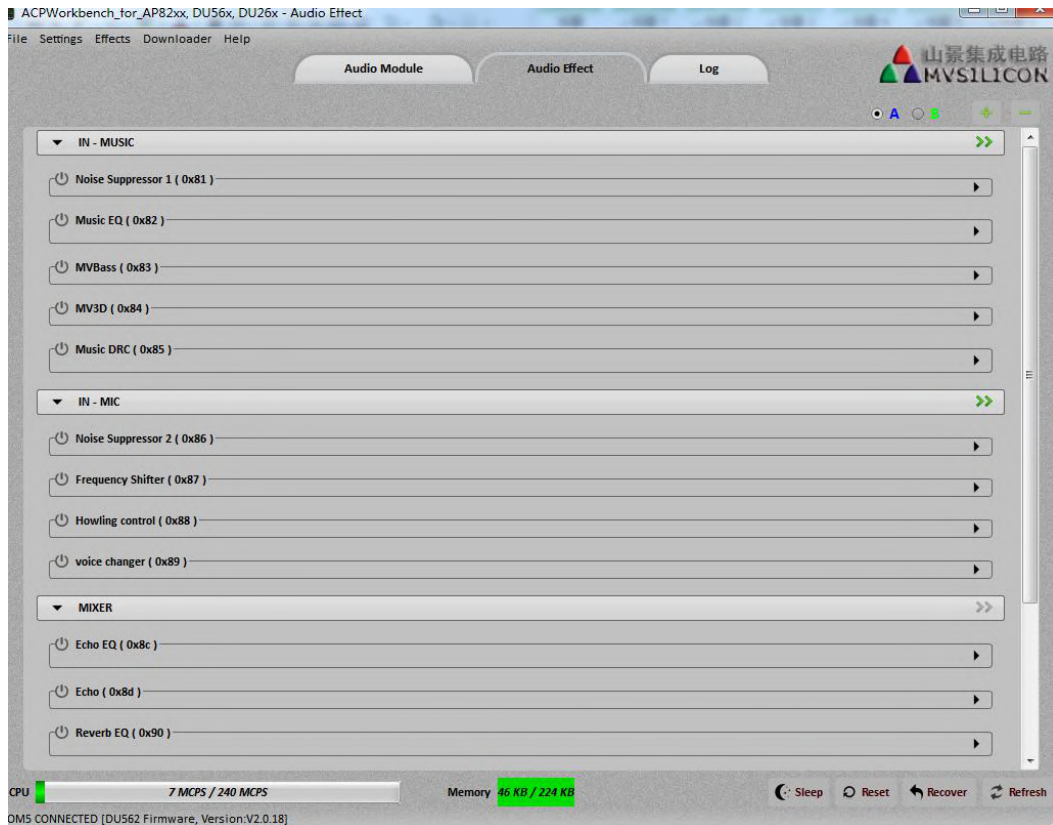 ACPWorkbench_for_AP82xx, DU56x, DU26x - Audio Effect
File Settings Effects Downloader Help
Audio Module Audio Effect Log
山景集成电路
MVSILICON
A B
IN - MUSIC
Noise Suppressor 1 ( 0x81 )
Music EQ ( 0x82 )
MVBass ( 0x83 )
MV3D ( 0x84 )
Music DRC ( 0x85 )
IN - MIC
Noise Suppressor 2 ( 0x86 )
Frequency Shifter ( 0x87 )
Howling control ( 0x88 )
voice changer ( 0x89 )
MIXER
Echo EQ ( 0x8c )
Echo ( 0x8d )
Reverb EQ ( 0x90 )
CPU 7 MCPS / 240 MCPS Memory 46 KB / 224 KB Sleep Reset Recover Refresh
OM5 CONNECTED [DU562 Firmware, Version:V2.0.18]